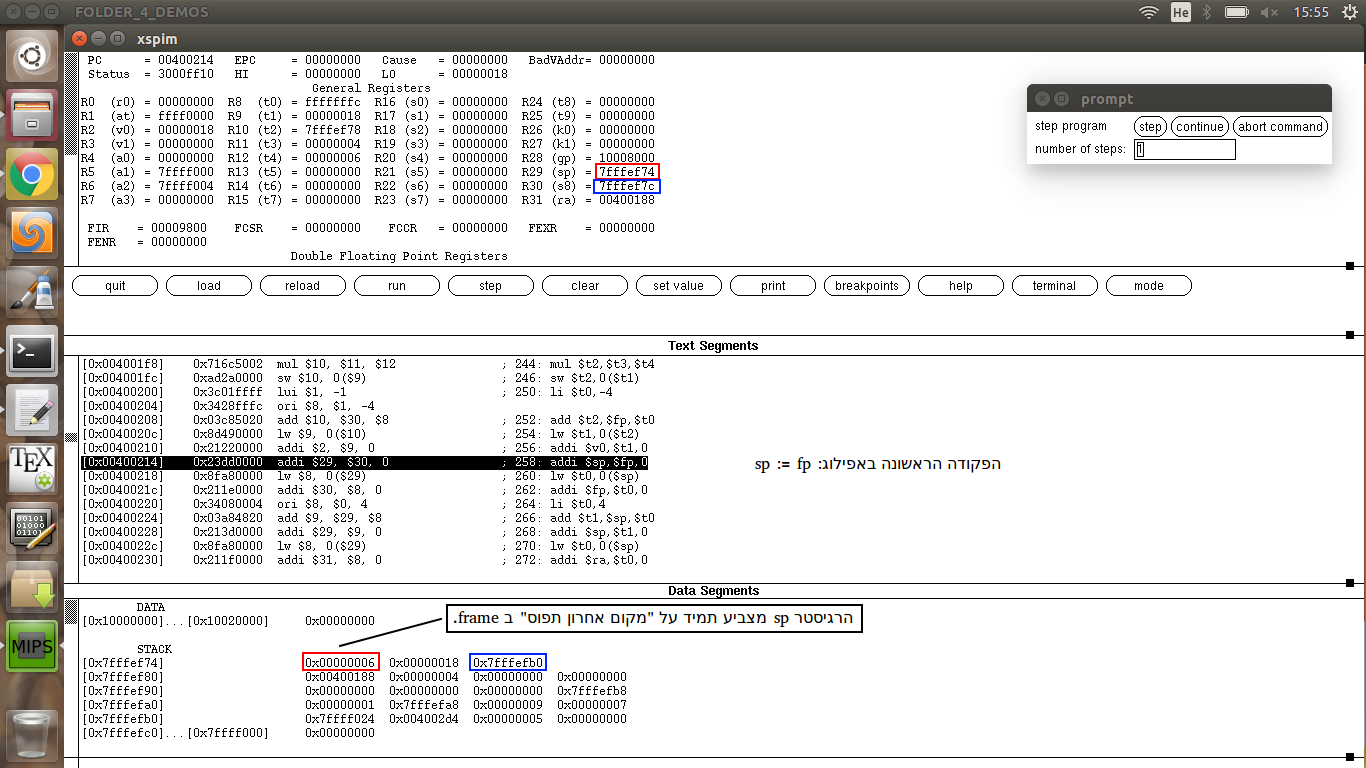 FOLDER_4_DEMOS He 15:55
xspim
PC = 00400214 EPC = 00000000 Cause = 00000000 BadVAddr= 00000000
Status = 3000ff10 HI = 00000000 LO = 00000018
General Registers
R0 (r0) = 00000000 R8 (t0) = fffffffc R16 (s0) = 00000000 R24 (t8) = 00000000
R1 (at) = ffff0000 R9 (t1) = 00000018 R17 (s1) = 00000000 R25 (t9) = 00000000
R2 (v0) = 00000018 R10 (t2) = 7fffef78 R18 (s2) = 00000000 R26 (k0) = 00000000
R3 (v1) = 00000000 R11 (t3) = 00000004 R19 (s3) = 00000000 R27 (k1) = 00000000
R4 (a0) = 00000000 R12 (t4) = 00000006 R20 (s4) = 00000000 R28 (gp) = 10008000
R5 (a1) = 7ffff000 R13 (t5) = 00000000 R21 (s5) = 00000000 R29 (sp) = 7fffef74
R6 (a2) = 7ffff004 R14 (t6) = 00000000 R22 (s6) = 00000000 R30 (s8) = 7fffef7c
R7 (a3) = 00000000 R15 (t7) = 00000000 R23 (s7) = 00000000 R31 (ra) = 00400188
FIR = 00009800 FCSR = 00000000 FCCR = 00000000 FEXR = 00000000
FENR = 00000000
Double Floating Point Registers
prompt
step program step continue abort command
number of steps: 1
quit load reload run step clear set value print breakpoints help terminal mode
Text Segments
[0x004001f8] 0x716c5002 mul $10, $11, $12 ; 244: mul $t2,$t3,$t4
[0x004001fc] 0xad2a0000 sw $10, 0($9) ; 246: sw $t2,0($t1)
[0x00400200] 0x3c01ffff lui $1, -1 ; 250: li $t0,-4
[0x00400204] 0x3428fffc ori $8, $1, -4
[0x00400208] 0x03c85020 add $10, $30, $8 ; 252: add $t2,$fp,$t0
[0x0040020c] 0x8d490000 lw $9, 0($10) ; 254: lw $t1,0($t2)
[0x00400210] 0x21220000 addi $2, $9, 0 ; 256: addi $v0,$t1,0
[0x00400214] 0x23dd0000 addi $29, $30, 0 ; 258: addi $sp,$fp,0
[0x00400218] 0x8fa80000 lw $8, 0($29) ; 260: lw $t0,0($sp)
[0x0040021c] 0x211e0000 addi $30, $8, 0 ; 262: addi $fp,$t0,0
[0x00400220] 0x34080004 ori $8, $0, 4 ; 264: li $t0,4
[0x00400224] 0x03a84820 add $9, $29, $8 ; 266: add $t1,$sp,$t0
[0x00400228] 0x213d0000 addi $29, $9, 0 ; 268: addi $sp,$t1,0
[0x0040022c] 0x8fa80000 lw $8, 0($29) ; 270: lw $t0,0($sp)
[0x00400230] 0x211f0000 addi $31, $8, 0 ; 272: addi $ra,$t0,0
הפקודה הראשונה באפילוג: sp := fp
Data Segments
DATA
[0x10000000]...[0x10020000] 0x00000000
הרגיסטר sp מצביע תמיד על "מקום אחרון תפוס" ב frame.
STACK
[0x7fffef74] 0x00000006 0x00000018 0x7fffefb0
[0x7fffef80] 0x00400188 0x00000004 0x00000000 0x00000000
[0x7fffef90] 0x00000000 0x00000000 0x00000000 0x7fffefb8
[0x7fffefa0] 0x00000001 0x7fffefa8 0x00000009 0x00000007
[0x7fffefb0] 0x7ffff024 0x004002d4 0x00000005 0x00000000
[0x7fffefc0]...[0x7ffff000] 0x00000000
TEX
00101
01000
01101
MIPS